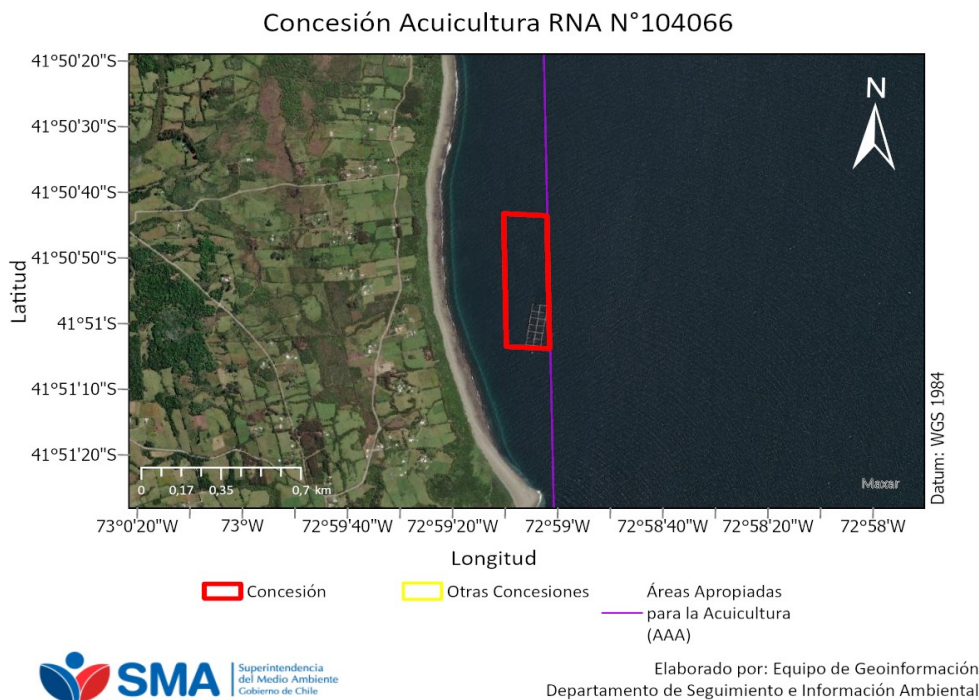 Concesión Acuicultura RNA N°104066
41°50'20"S
41°50'30"S
41°50'40"S
41°50'50"S
41°51'S
41°51'10"S
41°51'20"S
Latitud
N
Datum: WGS 1984
Maxar
0 0,17 0,35 0,7 km
73°0'20"W 73°W 72°59'40"W 72°59'20"W 72°59'W 72°58'40"W 72°58'20"W 72°58'W
Longitud
Concesión
Otras Concesiones
Áreas Apropiadas
para la Acuicultura
(AAA)
SMA
Superintendencia
del Medio Ambiente
Gobierno de Chile
Elaborado por: Equipo de Geoinformación
Departamento de Seguimiento e Información Ambiental